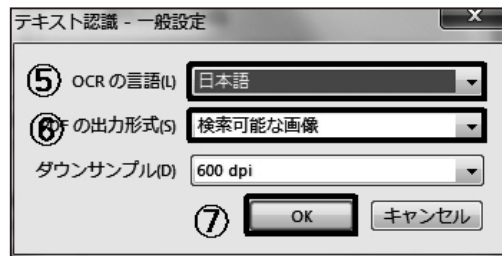 テキスト認識 - 一般設定
⑤ OCR の言語(L) 日本語
⑥F の出力形式(S) 検索可能な画像
ダウンサンプル(D) 600 dpi
⑦ OK キャンセル